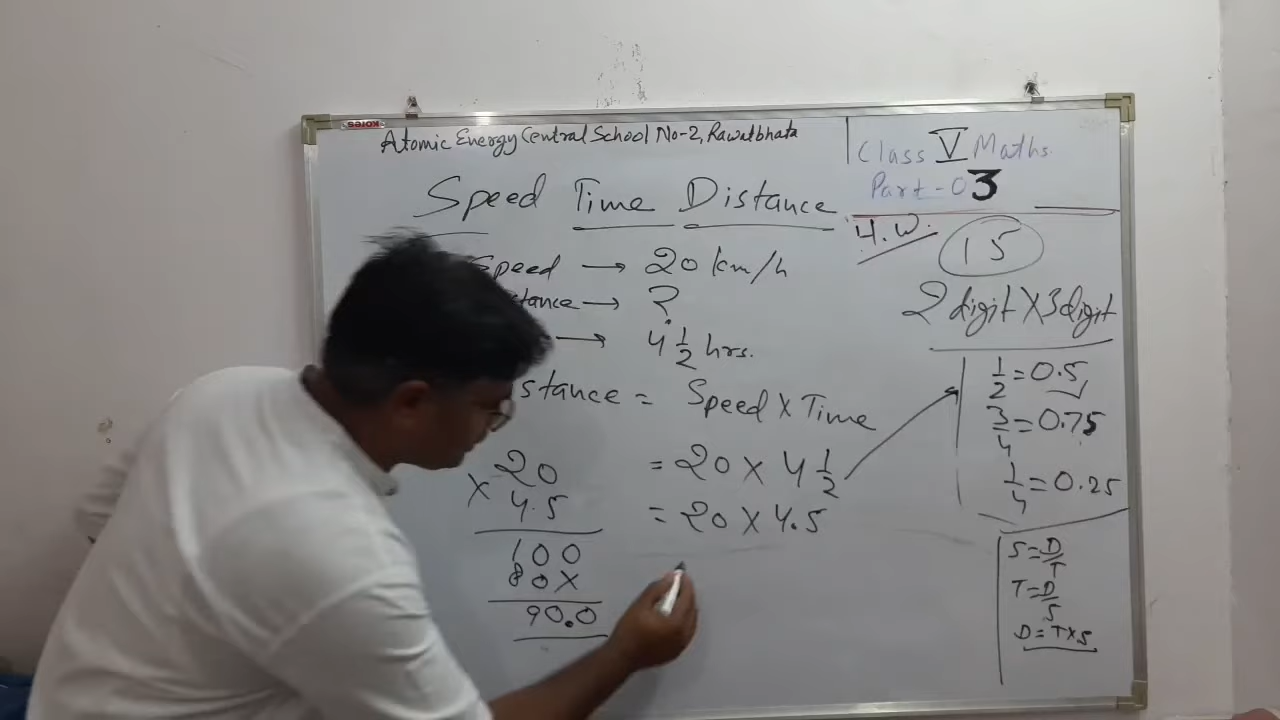 Atomic Energy Central School No-2, Rawatbhata
Class V Maths
Part-03
Speed Time Distance
H.W. 15
Speed → 20 km/h
stance → ?
→ 4 1/2 hrs.
stance = Speed X Time
= 20 X 4 1/2
= 20 X 4.5
20
X 4.5
100
80X
90.0
2 digit X 3 digit
1/2 = 0.5
3/4 = 0.75
1/4 = 0.25
S = D/T
T = D/S
D = T X S